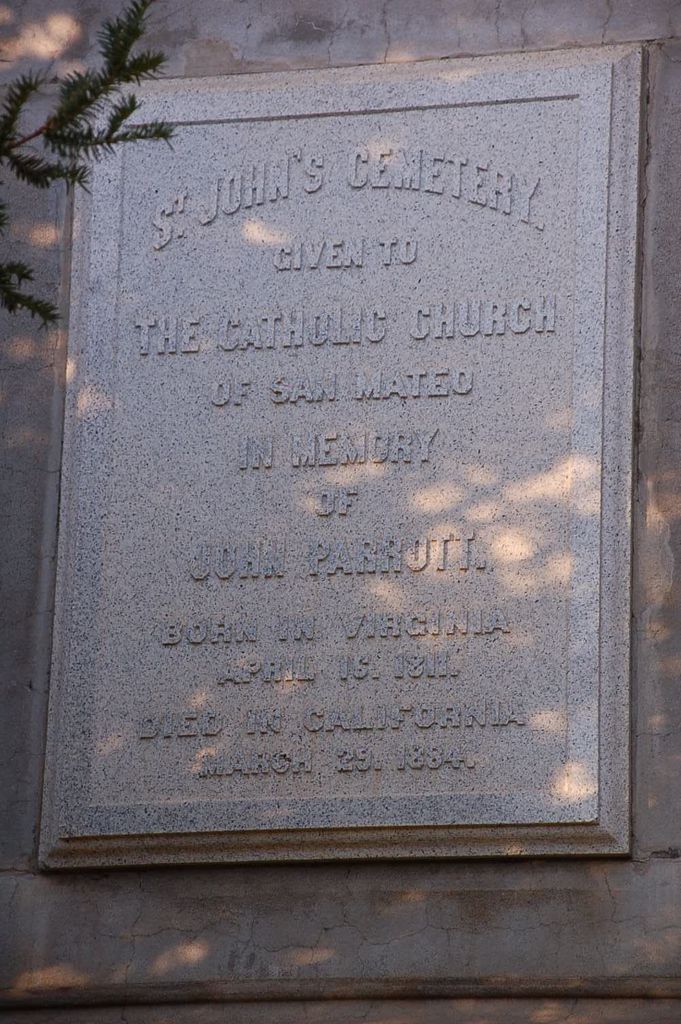 ST JOHN'S CEMETERY.
GIVEN TO
THE CATHOLIC CHURCH
OF SAN MATEO
IN MEMORY
OF
JOHN PARROTT.
BORN IN VIRGINIA
APRIL 16. 1811.
DIED IN CALIFORNIA
MARCH 29. 1884.